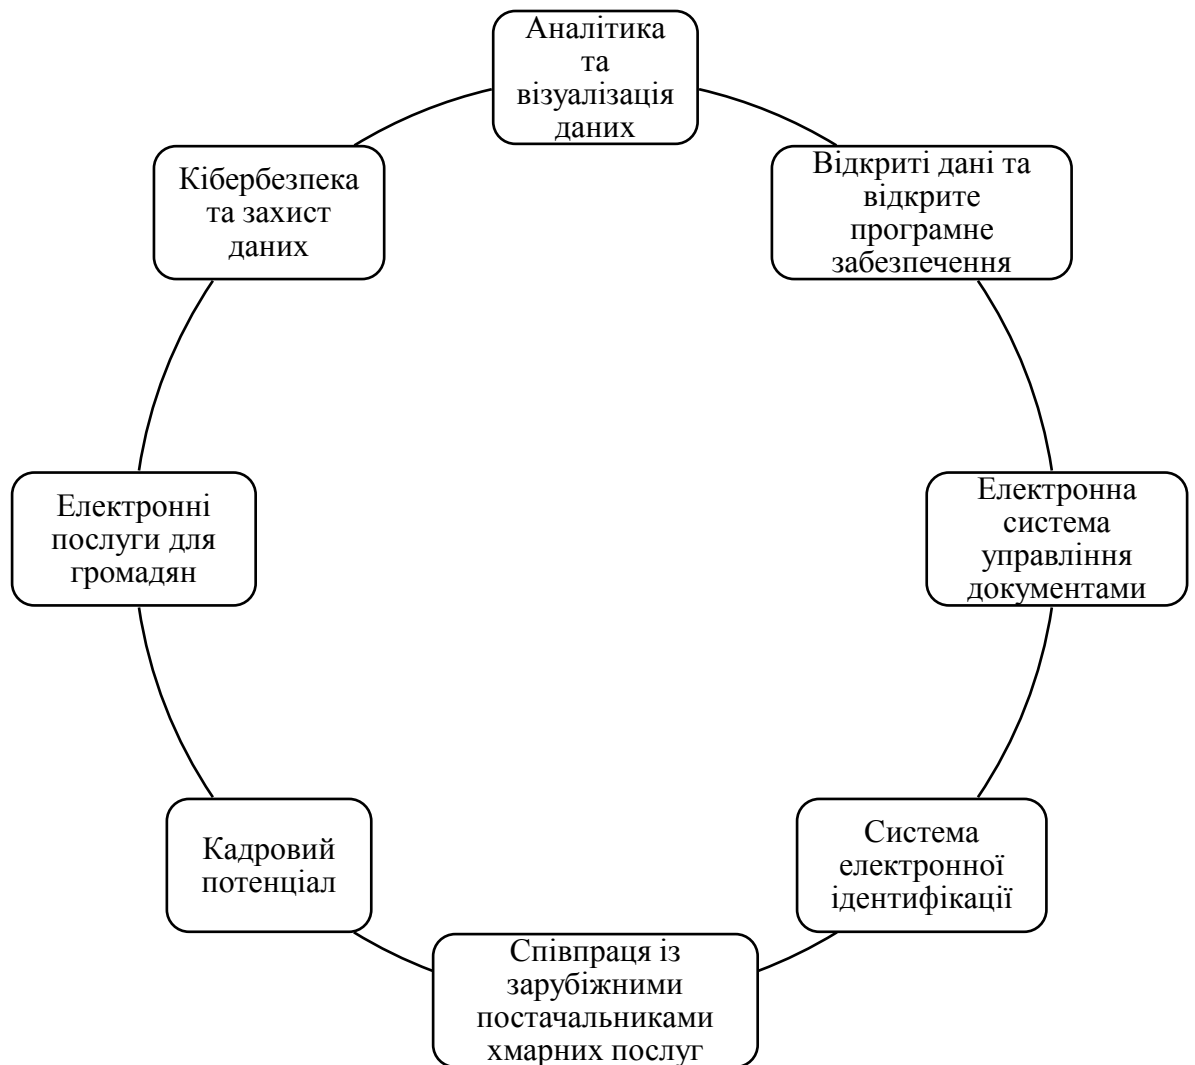 Аналітика
та
візуалізація
даних
Відкриті дані та
відкрите
програмне
забезпечення
Електронна
система
управління
документами
Система
електронної
ідентифікації
Співпраця із
зарубіжними
постачальниками
хмарних послуг
Кадровий
потенціал
Електронні
послуги для
громадян
Кібербезпека
та захист
даних